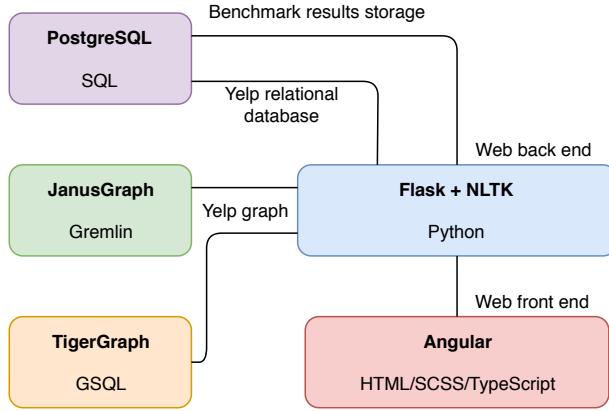 Benchmark results storage
PostgreSQL
SQL
Yelp relational
database
Web back end
JanusGraph
Gremlin
Yelp graph
Flask + NLTK
Python
Web front end
TigerGraph
GSQL
Angular
HTML/SCSS/TypeScript